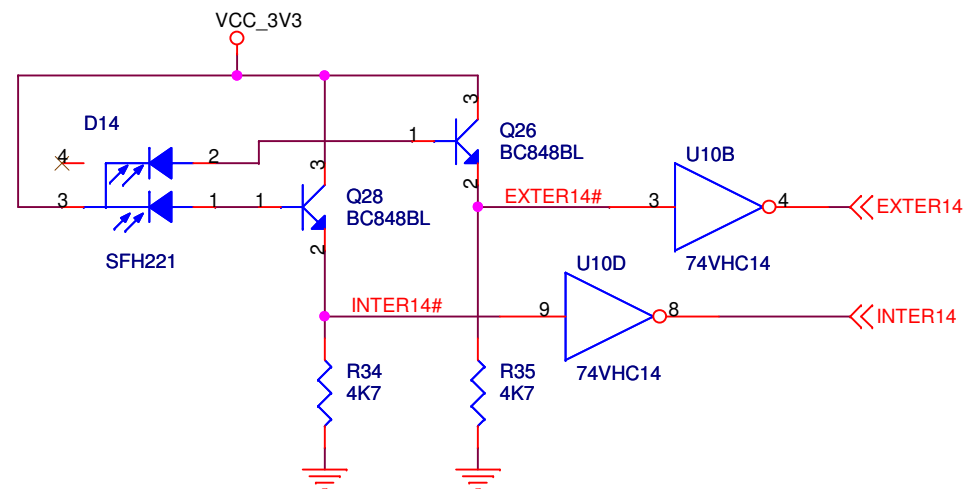 VCC_3V3
D14
4
2
3
1
1
SFH221
3
Q28
BC848BL
2
1
3
Q26
BC848BL
2
EXTER14#
3
U10B
4
74VHC14
EXTER14
INTER14#
9
U10D
8
74VHC14
INTER14
R34
4K7
R35
4K7